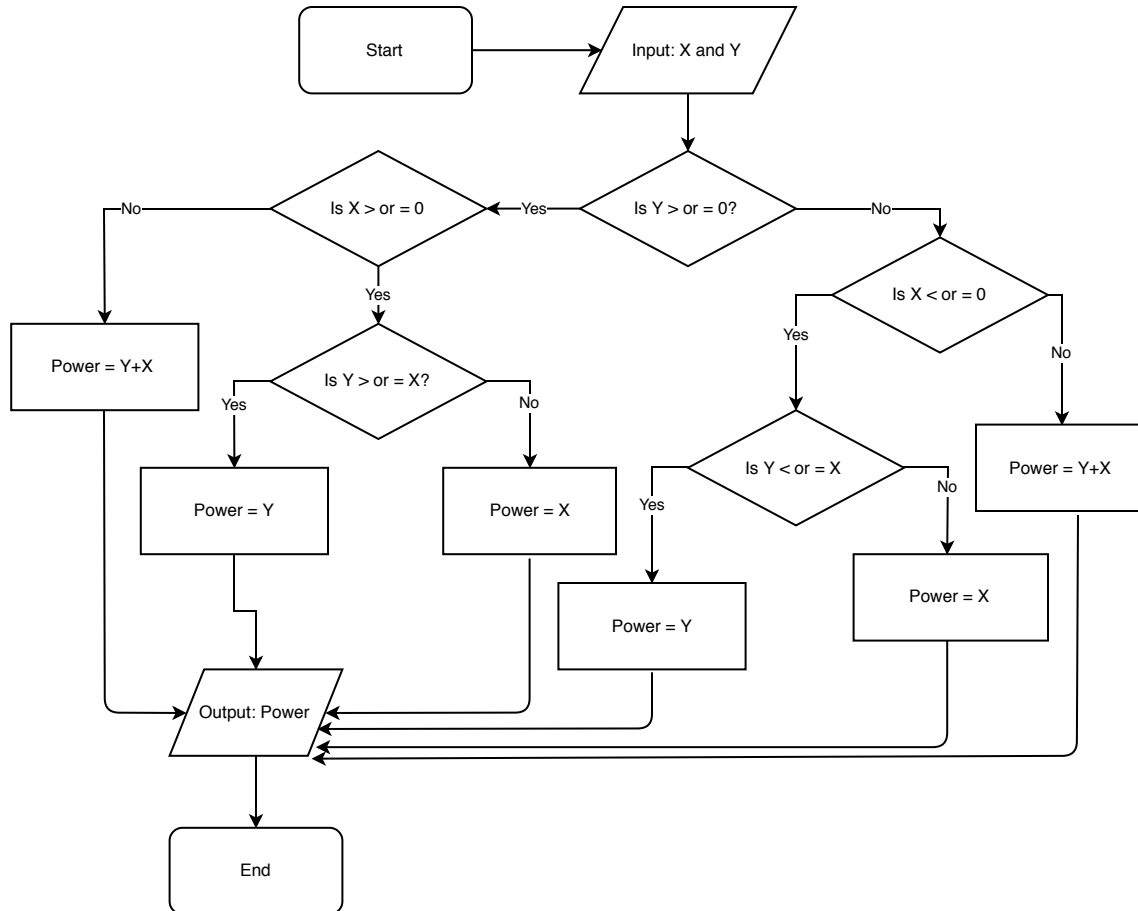 Start
Input: X and Y
Is X > or = 0
Yes
Is Y > or = 0?
No
No
Is X < or = 0
Yes
Yes
No
Power = Y+X
Is Y > or = X?
Yes
No
Is Y < or = X
Power = Y+X
Yes
No
Power = Y
Power = X
Power = X
Power = Y
Output: Power
End